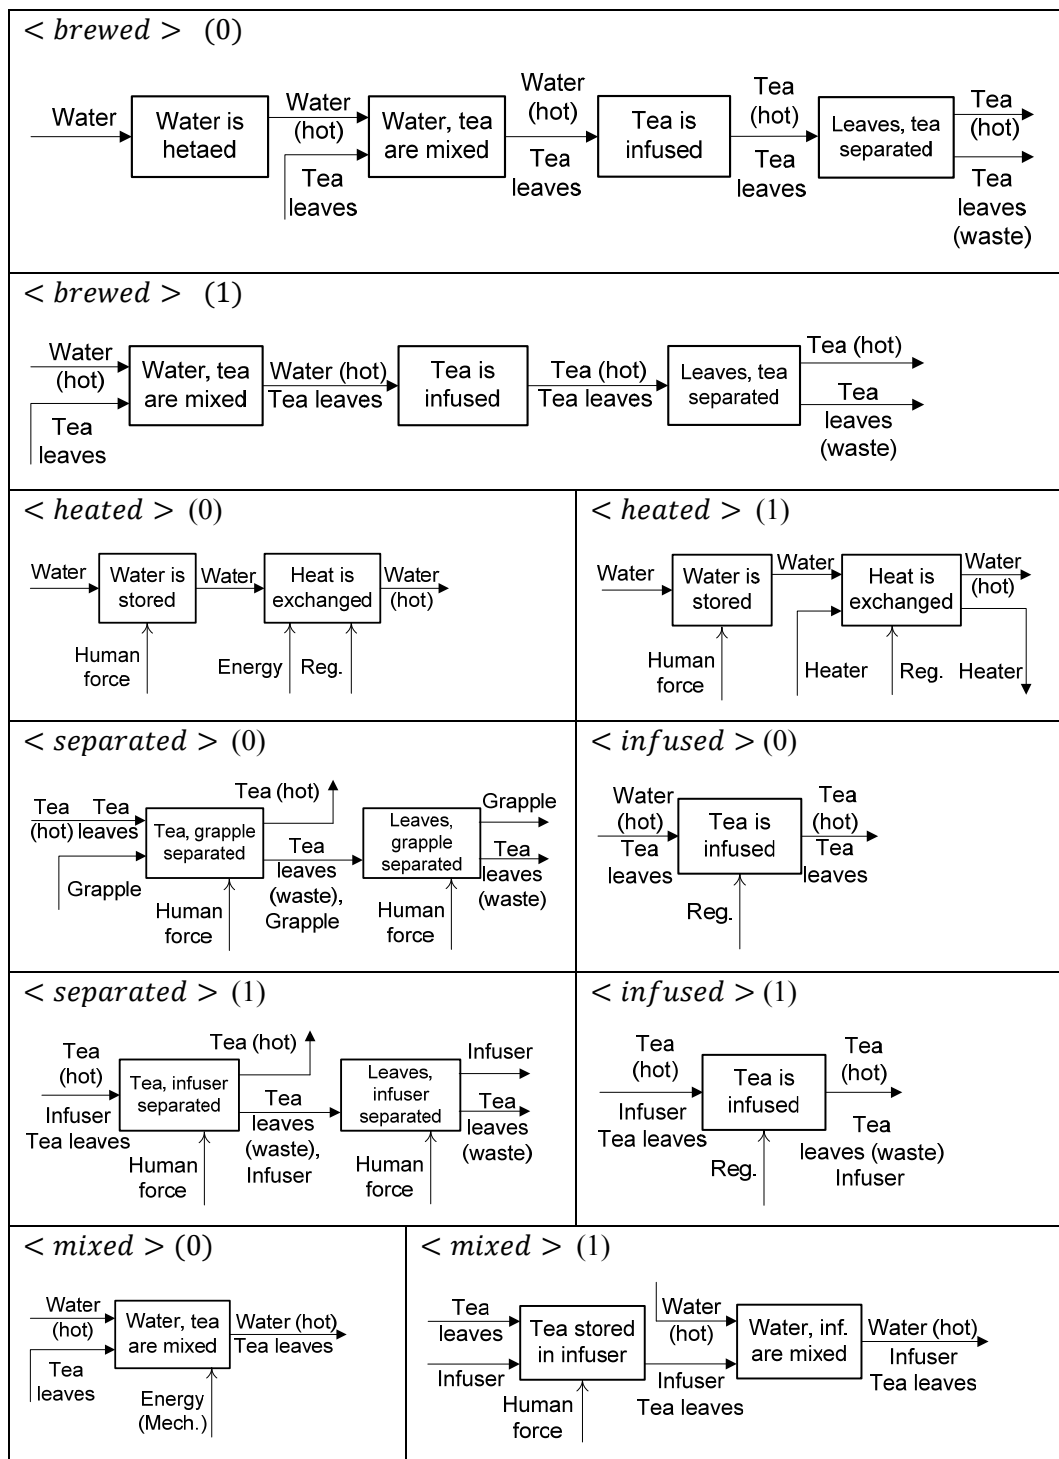 < brewed > (0)
Water
Water is
hetaed
Water
(hot)
Tea
leaves
Water, tea
are mixed
Water
(hot)
Tea
leaves
Tea is
infused
Tea
(hot)
Tea
leaves
Leaves, tea
separated
Tea
(hot)
Tea
leaves
(waste)
< brewed > (1)
Water
(hot)
Tea
leaves
Water, tea
are mixed
Water (hot)
Tea leaves
Tea is
infused
Tea (hot)
Tea leaves
Leaves, tea
separated
Tea (hot)
Tea
leaves
(waste)
< heated > (0)
Water
Water is
stored
Human
force
Water
Heat is
exchanged
Energy
Reg.
Water
(hot)
< heated > (1)
Water
Water is
stored
Human
force
Water
Heat is
exchanged
Heater
Reg.
Heater
Water
(hot)
< separated > (0)
Tea Tea
(hot) leaves
Grapple
Tea, grapple
separated
Human
force
Tea (hot)
Tea
leaves
(waste),
Grapple
Leaves,
grapple
separated
Human
force
Grapple
Tea
leaves
(waste)
< infused > (0)
Water
(hot)
Tea
leaves
Tea is
infused
Reg.
Tea
(hot)
Tea
leaves
< separated > (1)
Tea
(hot)
Infuser
Tea leaves
Tea, infuser
separated
Human
force
Tea (hot)
Tea
leaves
(waste),
Infuser
Leaves,
infuser
separated
Human
force
Infuser
Tea
leaves
(waste)
< infused > (1)
Tea
(hot)
Infuser
Tea leaves
Tea is
infused
Reg.
Tea
(hot)
Tea
leaves (waste)
Infuser
< mixed > (0)
Water
(hot)
Tea
leaves
Water, tea
are mixed
Energy
(Mech.)
Water (hot)
Tea leaves
< mixed > (1)
Tea
leaves
Infuser
Tea stored
in infuser
Human
force
Water
(hot)
Infuser
Tea leaves
Water, inf.
are mixed
Water (hot)
Infuser
Tea leaves